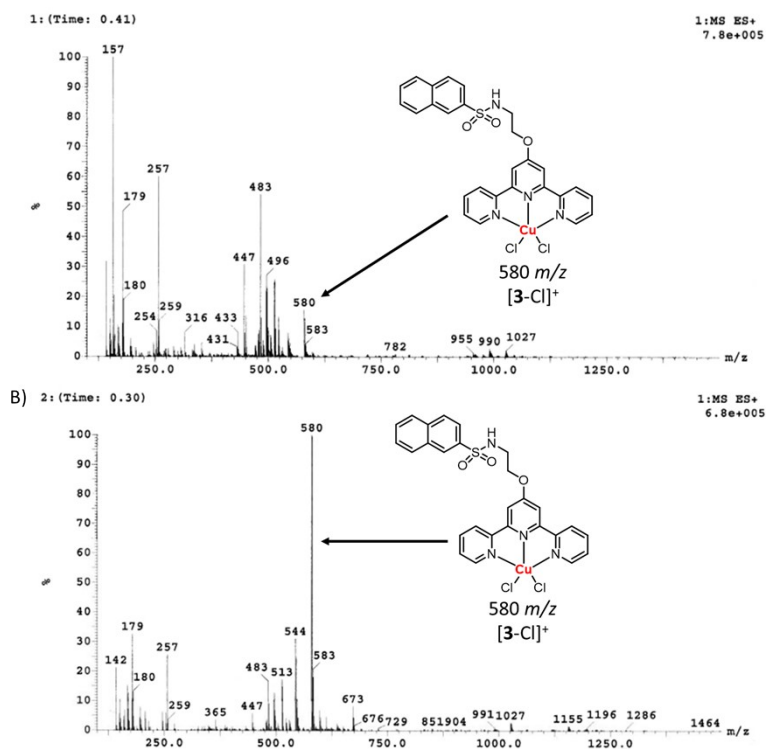 1:(Time: 0.41)
1:MS ES+
7.8e+005
157
100
90
80
70
60
50
40
30
20
10
0
%
179
180
254
257
259
316
431
433
447
483
496
580
583
782
955
990
1027
250.0
500.0
750.0
1000.0
1250.0
m/z
H
N
S
O
O
O
N
N
N
Cu
Cl
Cl
580 m/z
[3-Cl]+
B)
2:(Time: 0.30)
1:MS ES+
6.8e+005
580
100
90
80
70
60
50
40
30
20
10
0
%
142
179
180
257
259
365
447
483
513
544
583
673
676
729
851
904
991
1027
1155
1196
1286
1464
250.0
500.0
750.0
1000.0
1250.0
m/z
H
N
S
O
O
O
N
N
N
Cu
Cl
Cl
580 m/z
[3-Cl]+